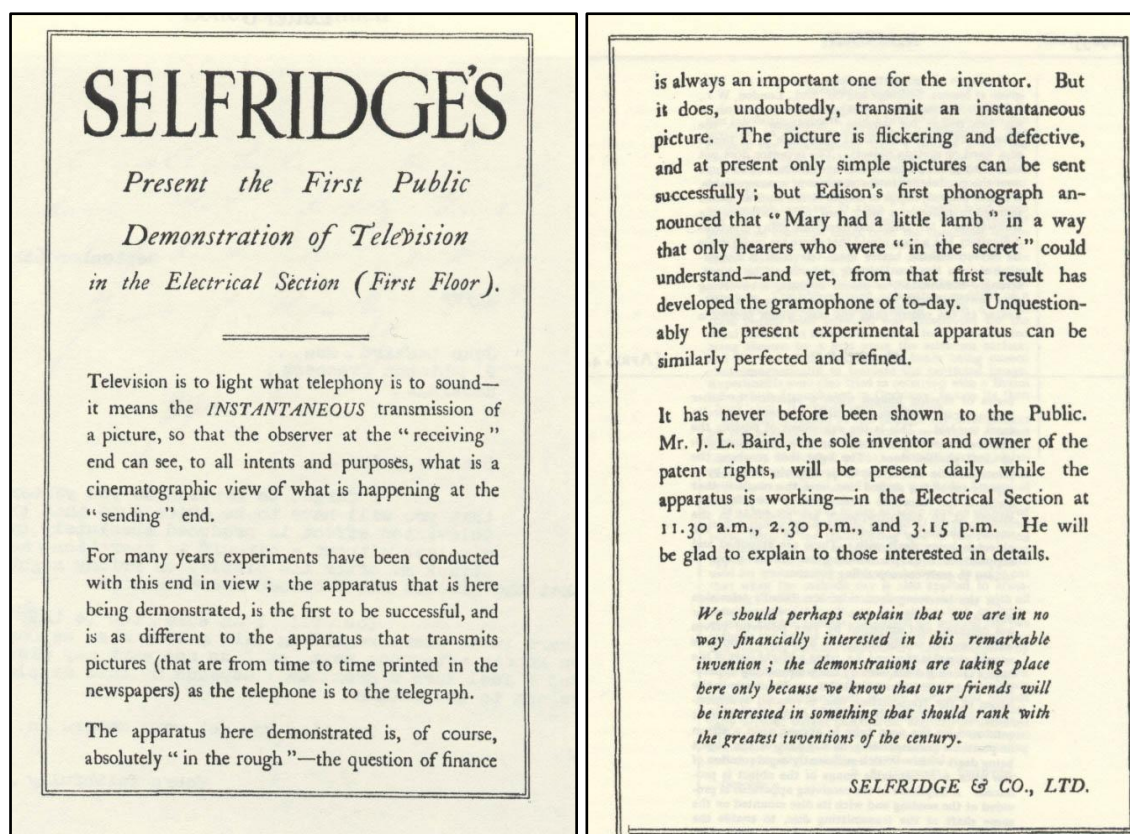 SELFRIDGE'S
Present the First Public
Demonstration of Television
in the Electrical Section (First Floor).
Television is to light what telephony is to sound—
it means the INSTANTANEOUS transmission of
a picture, so that the observer at the “ receiving ”
end can see, to all intents and purposes, what is a
cinematographic view of what is happening at the
“ sending ” end.
For many years experiments have been conducted
with this end in view ; the apparatus that is here
being demonstrated, is the first to be successful, and
is as different to the apparatus that transmits
pictures (that are from time to time printed in the
newspapers) as the telephone is to the telegraph.
The apparatus here demonstrated is, of course,
absolutely “ in the rough ”—the question of finance
is always an important one for the inventor. But
it does, undoubtedly, transmit an instantaneous
picture. The picture is flickering and defective,
and at present only simple pictures can be sent
successfully ; but Edison's first phonograph an-
nounced that “ Mary had a little lamb ” in a way
that only hearers who were “ in the secret ” could
understand—and yet, from that first result has
developed the gramophone of to-day. Unquestion-
ably the present experimental apparatus can be
similarly perfected and refined.
It has never before been shown to the Public.
Mr. J. L. Baird, the sole inventor and owner of the
patent rights, will be present daily while the
apparatus is working—in the Electrical Section at
11.30 a.m., 2.30 p.m., and 3.15 p.m. He will
be glad to explain to those interested in details.
We should perhaps explain that we are in no
way financially interested in this remarkable
invention ; the demonstrations are taking place
here only because we know that our friends will
be interested in something that should rank with
the greatest iuventions of the century.
SELFRIDGE & CO., LTD.